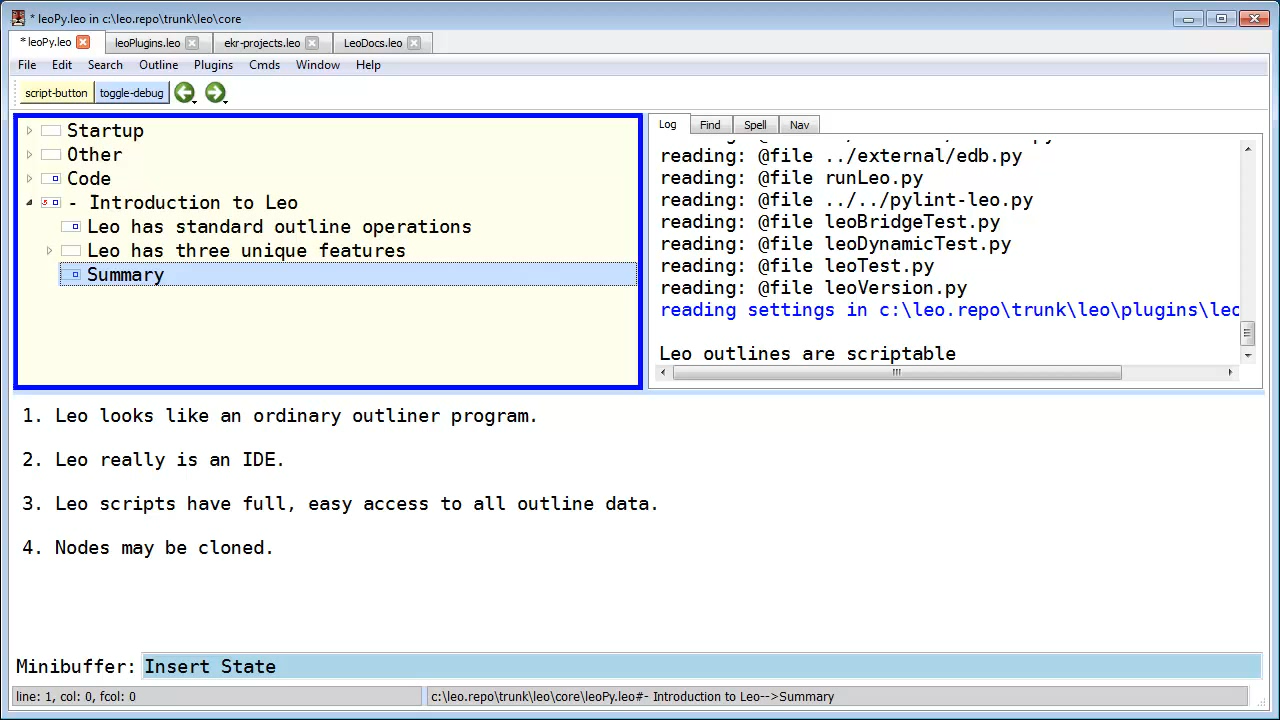 * leoPy.leo in c:\leo.repo\trunk\leo\core
* leoPy.leo leoPlugins.leo ekr-projects.leo LeoDocs.leo
File Edit Search Outline Plugins Cmds Window Help
script-button toggle-debug
Startup
Other
Code
- Introduction to Leo
Leo has standard outline operations
Leo has three unique features
Summary
Log Find Spell Nav
reading: @file ../external/edb.py
reading: @file runLeo.py
reading: @file ../../pylint-leo.py
reading: @file leoBridgeTest.py
reading: @file leoDynamicTest.py
reading: @file leoTest.py
reading: @file leoVersion.py
reading settings in c:\leo.repo\trunk\leo\plugins\leo
Leo outlines are scriptable
1. Leo looks like an ordinary outliner program.
2. Leo really is an IDE.
3. Leo scripts have full, easy access to all outline data.
4. Nodes may be cloned.
Minibuffer: Insert State
line: 1, col: 0, fcol: 0
c:\leo.repo\trunk\leo\core\leoPy.leo#- Introduction to Leo-->Summary